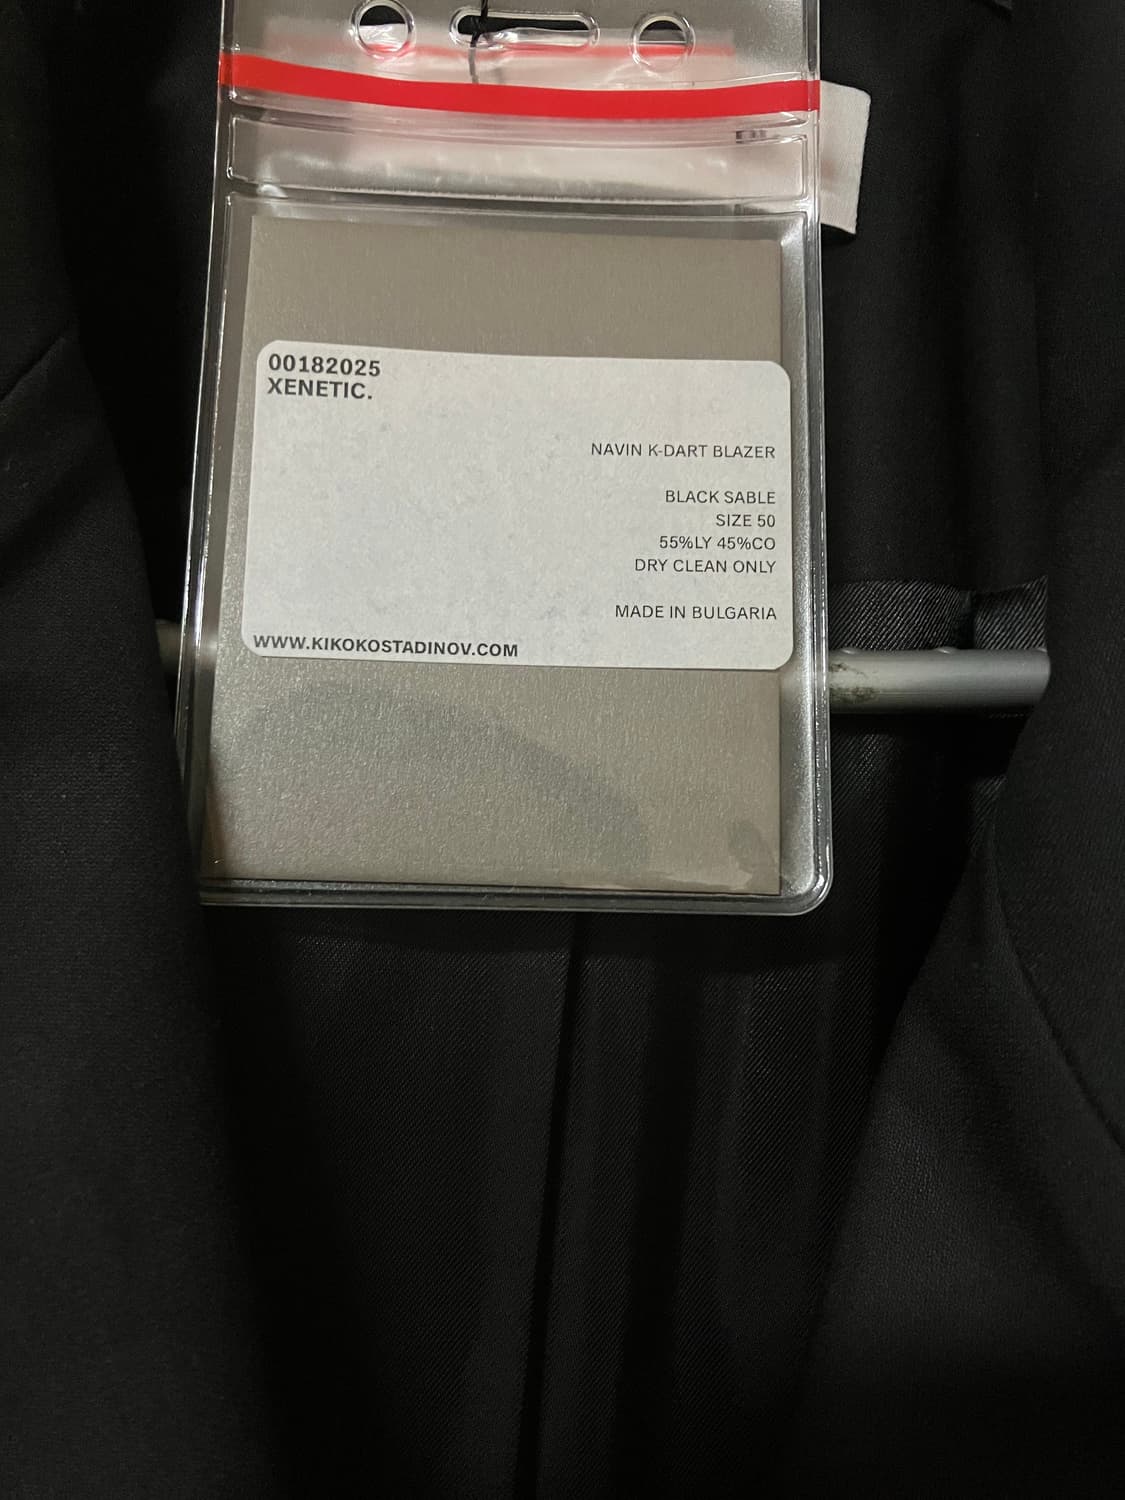 00182025
XENETIC.
NAVIN K-DART BLAZER
BLACK SABLE
SIZE 50
55%LY 45%CO
DRY CLEAN ONLY
MADE IN BULGARIA
WWW.KIKOKOSTADINOV.COM